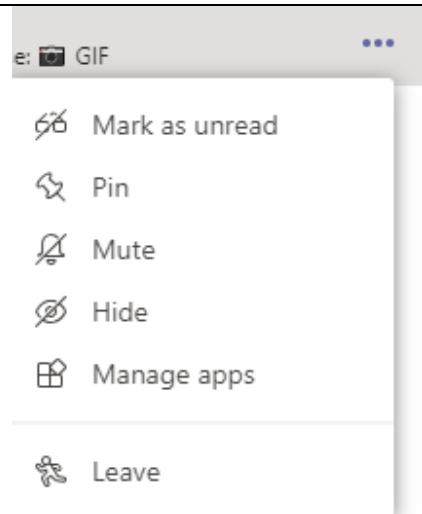 e: 📷 GIF
Mark as unread
Pin
Mute
Hide
Manage apps
Leave